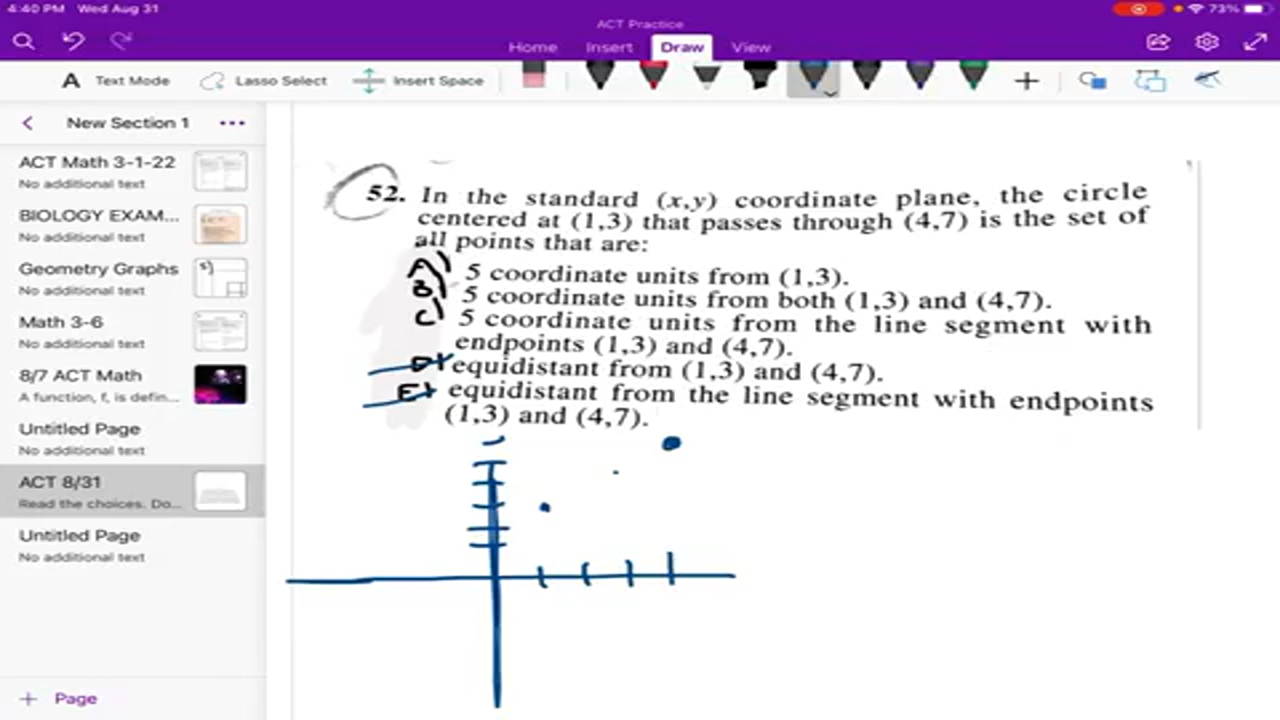 4:40 PM Wed Aug 31
73%
ACT Practice
Home Insert Draw View
A Text Mode Lasso Select Insert Space
New Section 1
ACT Math 3-1-22
No additional text
BIOLOGY EXAM...
No additional text
Geometry Graphs
No additional text
Math 3-6
No additional text
8/7 ACT Math
A function, f, is defin...
Untitled Page
No additional text
ACT 8/31
Read the choices. Do...
Untitled Page
No additional text
+ Page
52. In the standard (x,y) coordinate plane, the circle
centered at (1,3) that passes through (4,7) is the set of
all points that are:
A) 5 coordinate units from (1,3).
B) 5 coordinate units from both (1,3) and (4,7).
C) 5 coordinate units from the line segment with
endpoints (1,3) and (4,7).
D) equidistant from (1,3) and (4,7).
E) equidistant from the line segment with endpoints
(1,3) and (4,7).